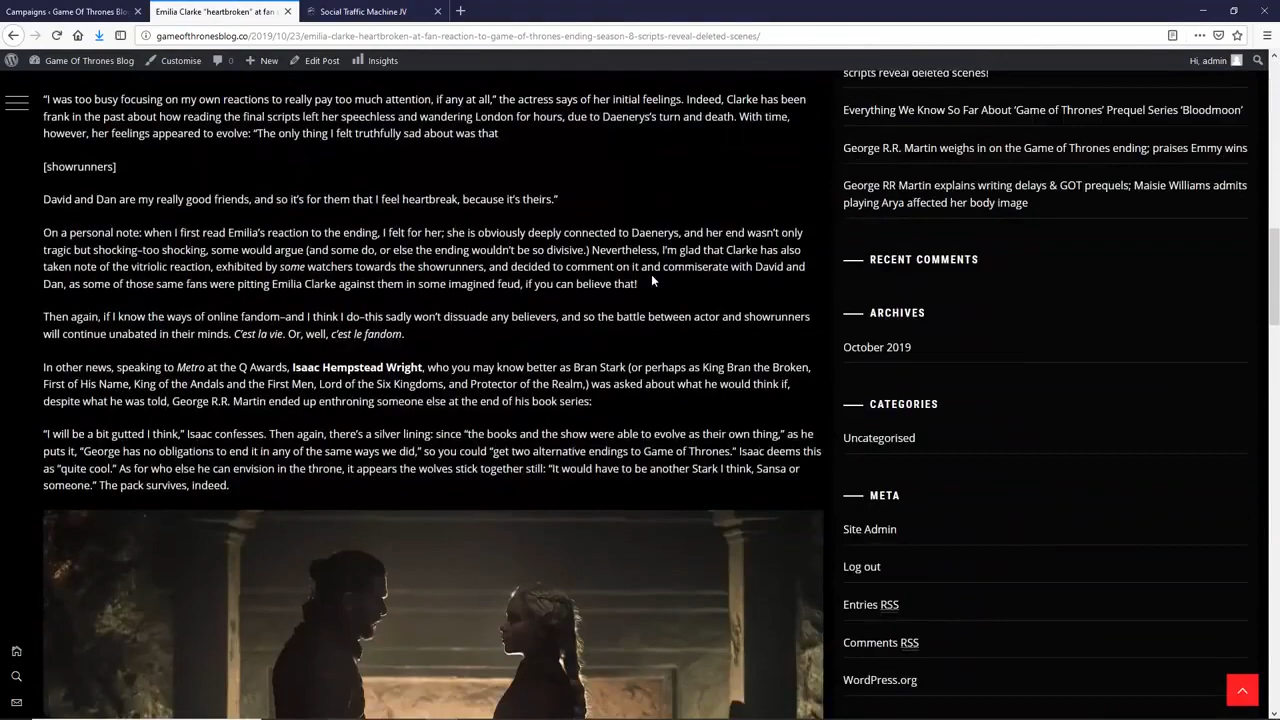 Campaigns ‹ Game Of Thrones Blo
Emilia Clarke “heartbroken” at fan
Social Traffic Machine JV
gameofthronesblog.co/2019/10/23/emilia-clarke-heartbroken-at-fan-reaction-to-game-of-thrones-ending-season-8-scripts-reveal-deleted-scenes/
Game Of Thrones Blog Customise 0 New Edit Post Insights Hi, admin
“I was too busy focusing on my own reactions to really pay too much attention, if any at all,” the actress says of her initial feelings. Indeed, Clarke has been
frank in the past about how reading the final scripts left her speechless and wandering London for hours, due to Daenerys’s turn and death. With time,
however, her feelings appeared to evolve: “The only thing I felt truthfully sad about was that
[showrunners]
David and Dan are my really good friends, and so it’s for them that I feel heartbreak, because it’s theirs.”
On a personal note: when I first read Emilia’s reaction to the ending, I felt for her; she is obviously deeply connected to Daenerys, and her end wasn’t only
tragic but shocking–too shocking, some would argue (and some do, or else the ending wouldn’t be so divisive.) Nevertheless, I’m glad that Clarke has also
taken note of the vitriolic reaction, exhibited by some watchers towards the showrunners, and decided to comment on it and commiserate with David and
Dan, as some of those same fans were pitting Emilia Clarke against them in some imagined feud, if you can believe that!
Then again, if I know the ways of online fandom–and I think I do–this sadly won’t dissuade any believers, and so the battle between actor and showrunners
will continue unabated in their minds. C’est la vie. Or, well, c’est le fandom.
In other news, speaking to Metro at the Q Awards, Isaac Hempstead Wright, who you may know better as Bran Stark (or perhaps as King Bran the Broken,
First of His Name, King of the Andals and the First Men, Lord of the Six Kingdoms, and Protector of the Realm,) was asked about what he would think if,
despite what he was told, George R.R. Martin ended up enthroning someone else at the end of his book series:
“I will be a bit gutted I think,” Isaac confesses. Then again, there’s a silver lining: since “the books and the show were able to evolve as their own thing,” as he
puts it, “George has no obligations to end it in any of the same ways we did,” so you could “get two alternative endings to Game of Thrones.” Isaac deems this
as “quite cool.” As for who else he can envision in the throne, it appears the wolves stick together still: “It would have to be another Stark I think, Sansa or
someone.” The pack survives, indeed.
scripts reveal deleted scenes!
Everything We Know So Far About ‘Game of Thrones’ Prequel Series ‘Bloodmoon’
George R.R. Martin weighs in on the Game of Thrones ending; praises Emmy wins
George RR Martin explains writing delays & GOT prequels; Maisie Williams admits
playing Arya affected her body image
RECENT COMMENTS
ARCHIVES
October 2019
CATEGORIES
Uncategorised
META
Site Admin
Log out
Entries RSS
Comments RSS
WordPress.org